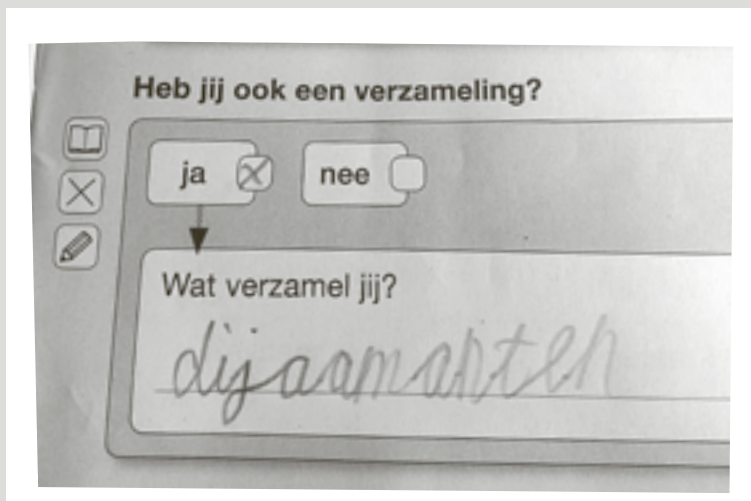 Heb jij ook een verzameling?
ja nee
Wat verzamel jij?
dijaamanten